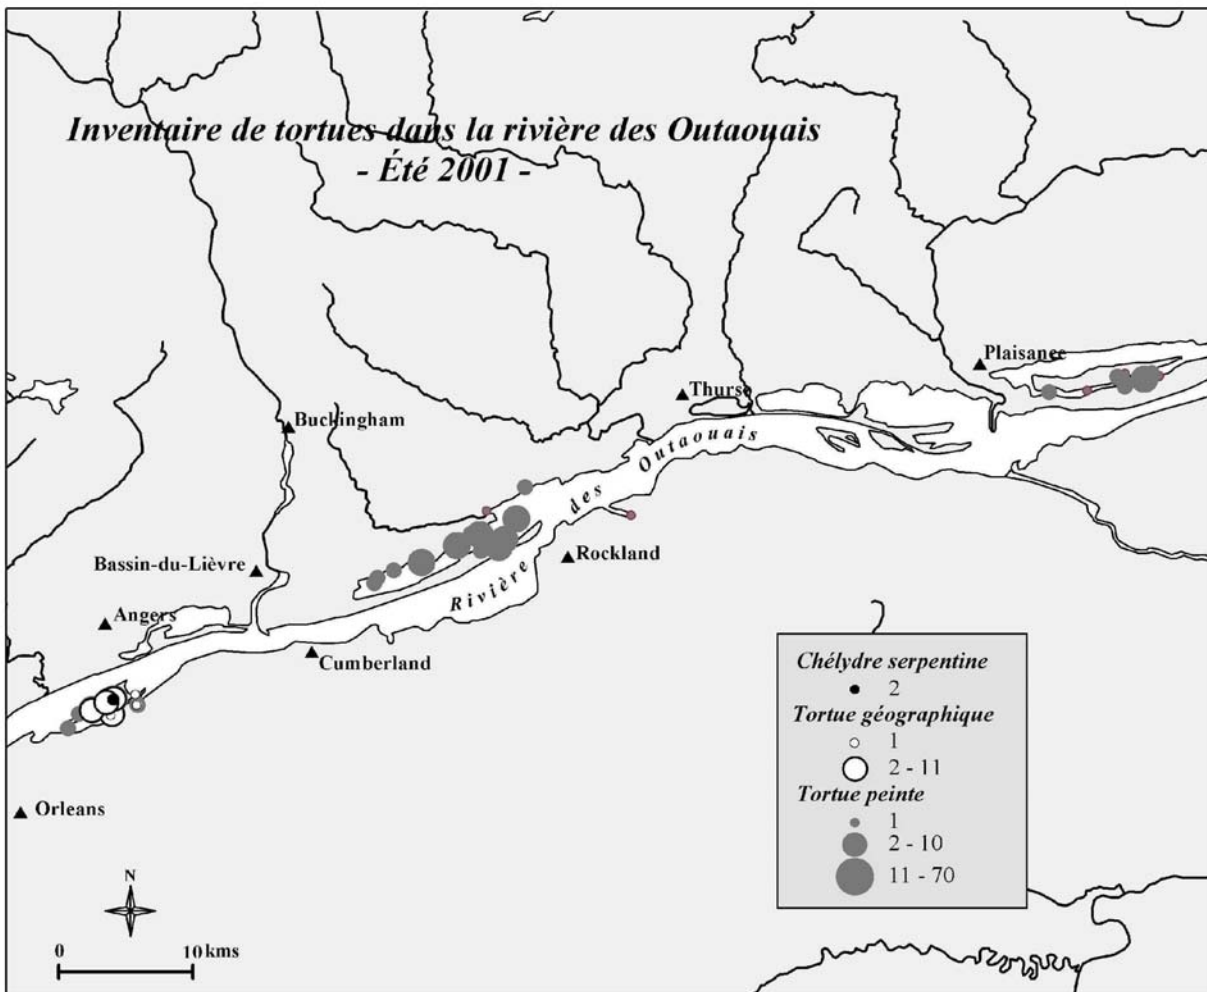 Inventaire de tortues dans la rivière des Outaouais
- Été 2001 -
Plaisance
Thurso
Buckingham
Rivière des Outaouais
Rockland
Bassin-du-Lièvre
Angers
Cumberland
Orleans
N
0 10 kms
Chélydre serpentine
2
Tortue géographique
1
2 - 11
Tortue peinte
1
2 - 10
11 - 70